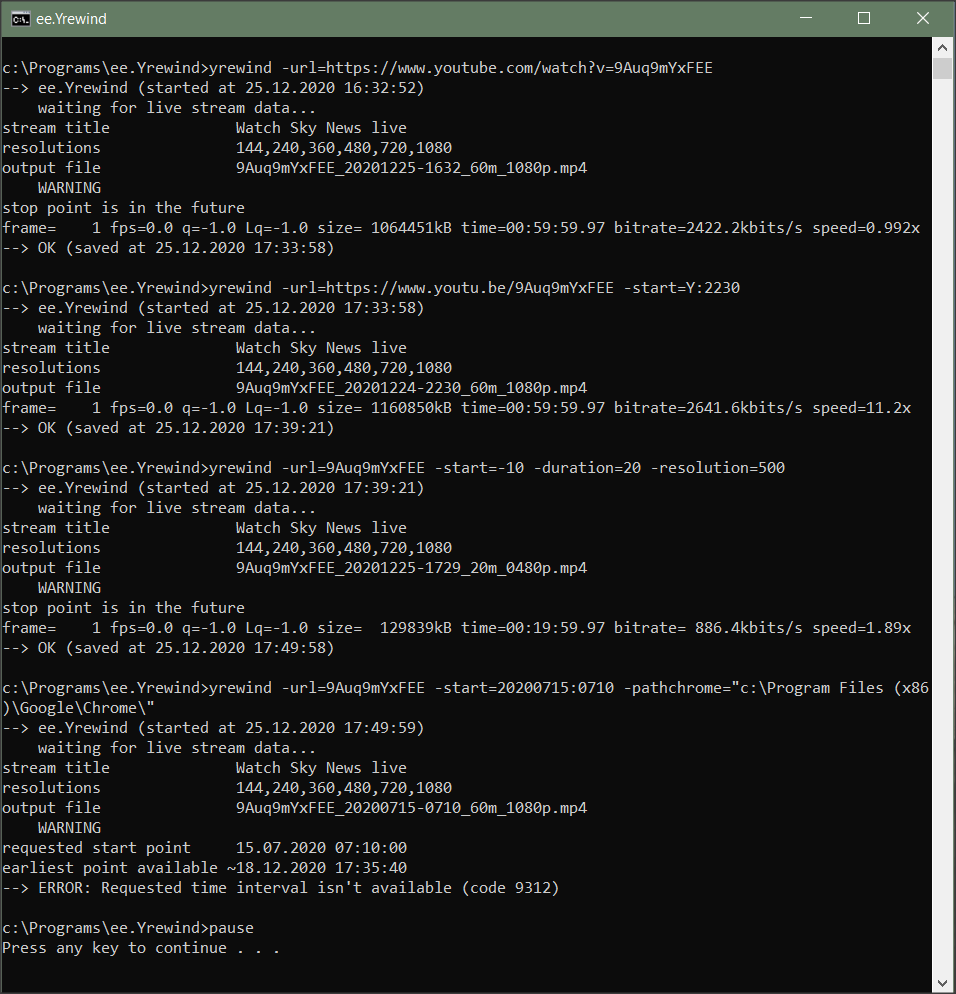 ee.Yrewind
c:\Programs\ee.Yrewind>yrewind -url=https://www.youtube.com/watch?v=9Auq9mYxFEE
--> ee.Yrewind (started at 25.12.2020 16:32:52)
    waiting for live stream data...
stream title              Watch Sky News live
resolutions               144,240,360,480,720,1080
output file               9Auq9mYxFEE_20201225-1632_60m_1080p.mp4
    WARNING
stop point is in the future
frame=    1 fps=0.0 q=-1.0 Lq=-1.0 size= 1064451kB time=00:59:59.97 bitrate=2422.2kbits/s speed=0.992x
--> OK (saved at 25.12.2020 17:33:58)
c:\Programs\ee.Yrewind>yrewind -url=https://www.youtu.be/9Auq9mYxFEE -start=Y:2230
--> ee.Yrewind (started at 25.12.2020 17:33:58)
    waiting for live stream data...
stream title              Watch Sky News live
resolutions               144,240,360,480,720,1080
output file               9Auq9mYxFEE_20201224-2230_60m_1080p.mp4
frame=    1 fps=0.0 q=-1.0 Lq=-1.0 size= 1160850kB time=00:59:59.97 bitrate=2641.6kbits/s speed=11.2x
--> OK (saved at 25.12.2020 17:39:21)
c:\Programs\ee.Yrewind>yrewind -url=9Auq9mYxFEE -start=-10 -duration=20 -resolution=500
--> ee.Yrewind (started at 25.12.2020 17:39:21)
    waiting for live stream data...
stream title              Watch Sky News live
resolutions               144,240,360,480,720,1080
output file               9Auq9mYxFEE_20201225-1729_20m_0480p.mp4
    WARNING
stop point is in the future
frame=    1 fps=0.0 q=-1.0 Lq=-1.0 size=  129839kB time=00:19:59.97 bitrate= 886.4kbits/s speed=1.89x
--> OK (saved at 25.12.2020 17:49:58)
c:\Programs\ee.Yrewind>yrewind -url=9Auq9mYxFEE -start=20200715:0710 -pathchrome="c:\Program Files (x86
)\Google\Chrome\"
--> ee.Yrewind (started at 25.12.2020 17:49:59)
    waiting for live stream data...
stream title              Watch Sky News live
resolutions               144,240,360,480,720,1080
output file               9Auq9mYxFEE_20200715-0710_60m_1080p.mp4
    WARNING
requested start point     15.07.2020 07:10:00
earliest point available ~18.12.2020 17:35:40
--> ERROR: Requested time interval isn't available (code 9312)
c:\Programs\ee.Yrewind>pause
Press any key to continue . . .